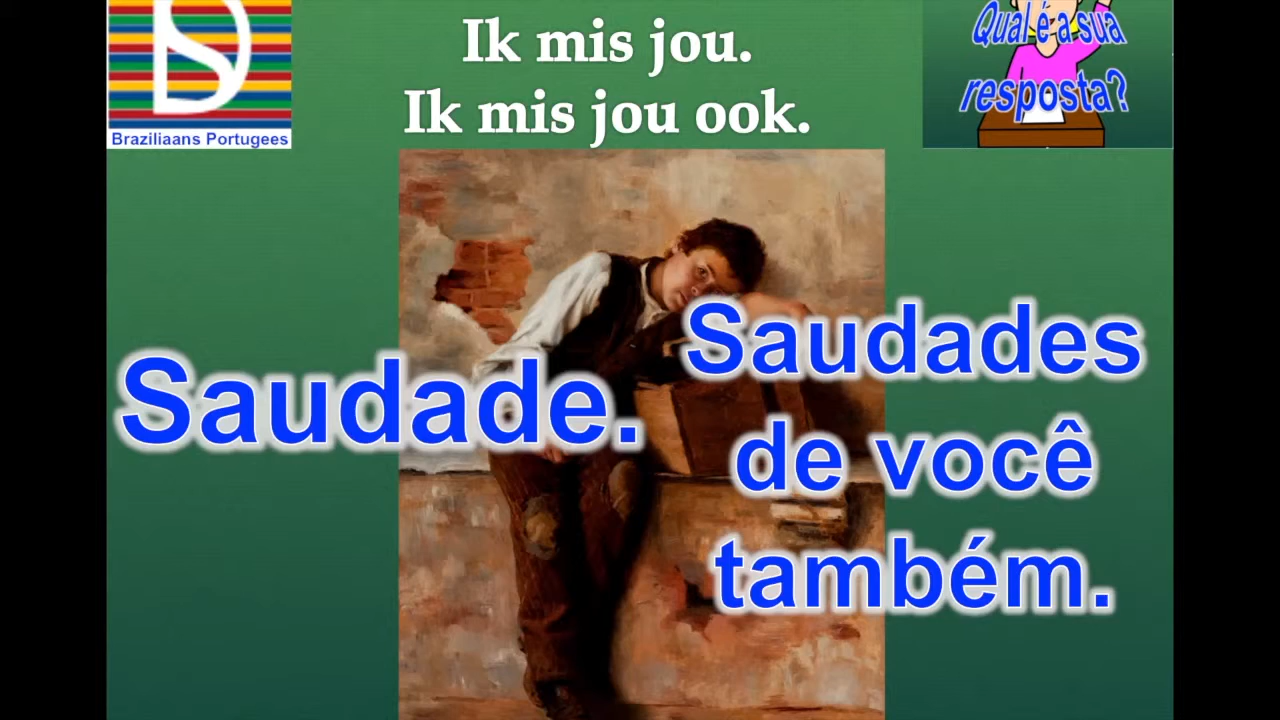 Ik mis jou.
Ik mis jou ook.
Braziliaans Portugees
Qual é a sua
resposta?
Saudade.
Saudades
de você
também.